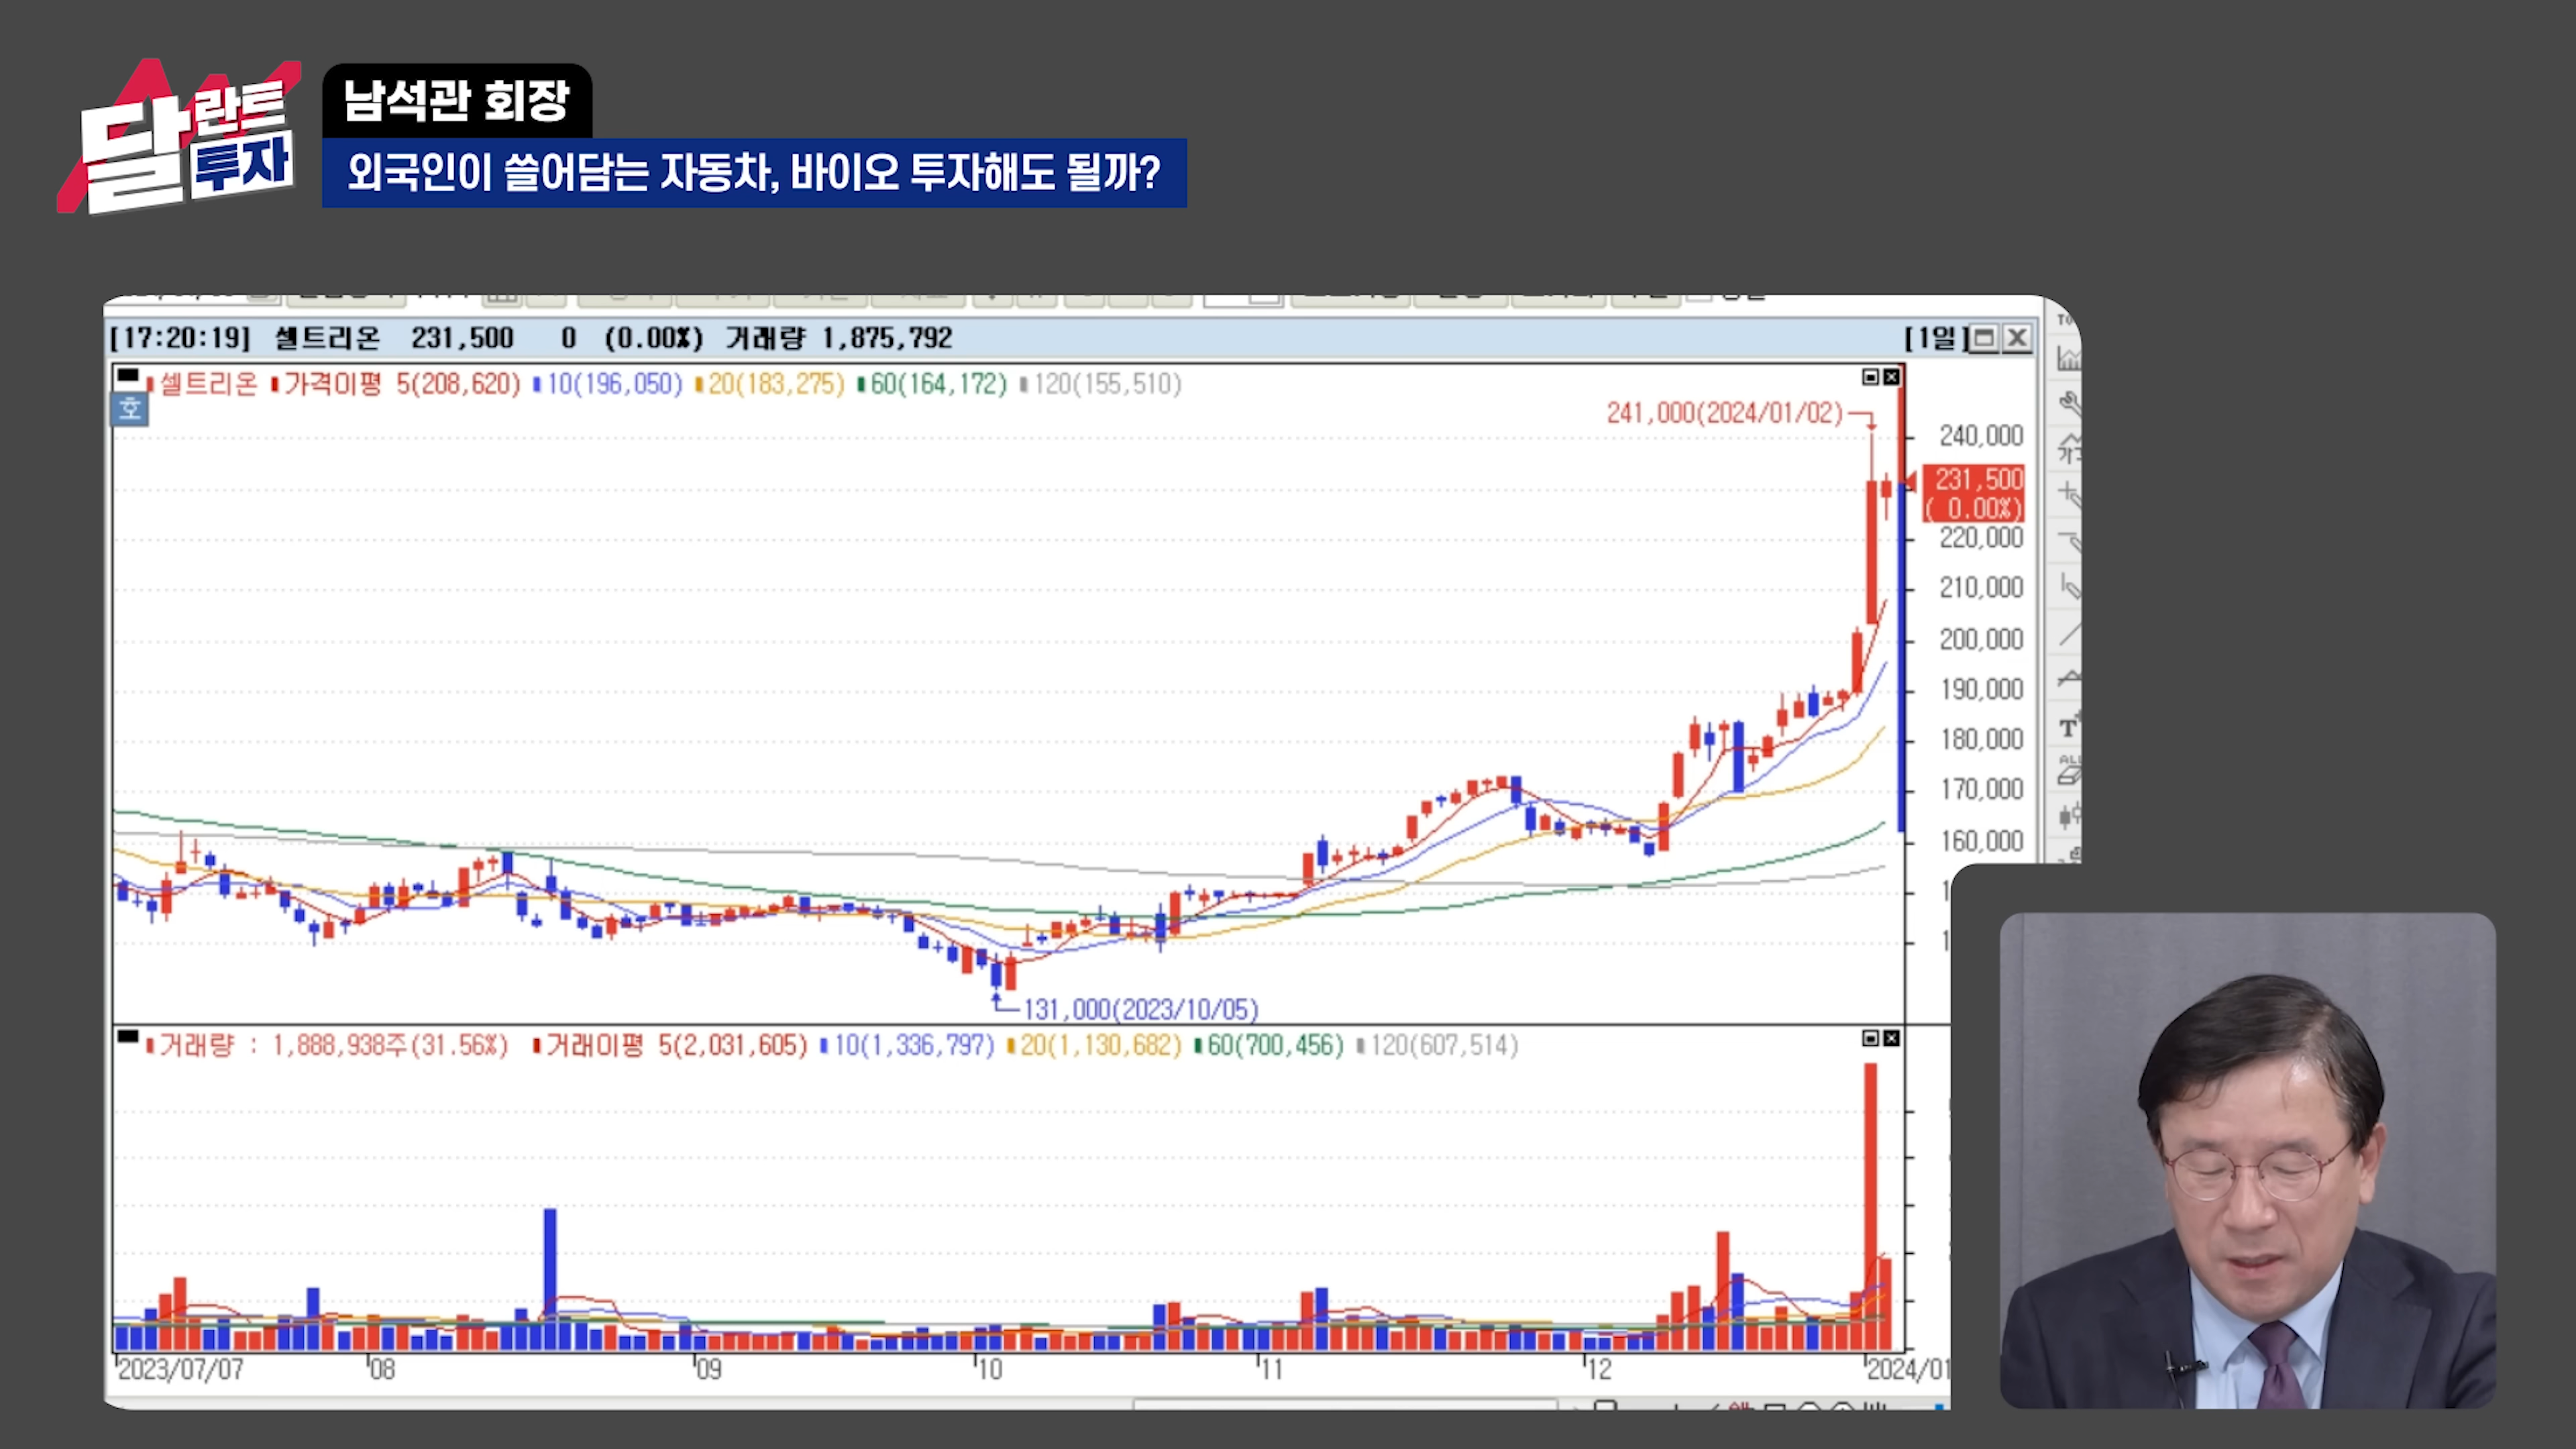 달란트
투자
남석관 회장
외국인이 쓸어담는 자동차, 바이오 투자해도 될까?
[17:20:19] 셀트리온 231,500 0 (0.00%) 거래량 1,875,792 [1일]
셀트리온 가격이평 5(208,620) 10(196,050) 20(183,275) 60(164,172) 120(155,510)
호
241,000(2024/01/02)
240,000
231,500
( 0.00%)
220,000
210,000
200,000
190,000
180,000
170,000
160,000
131,000(2023/10/05)
거래량 : 1,888,938주(31.56%) 거래이평 5(2,031,605) 10(1,336,797) 20(1,130,682) 60(700,456) 120(607,514)
2023/07/07 08 09 10 11 12 2024/01